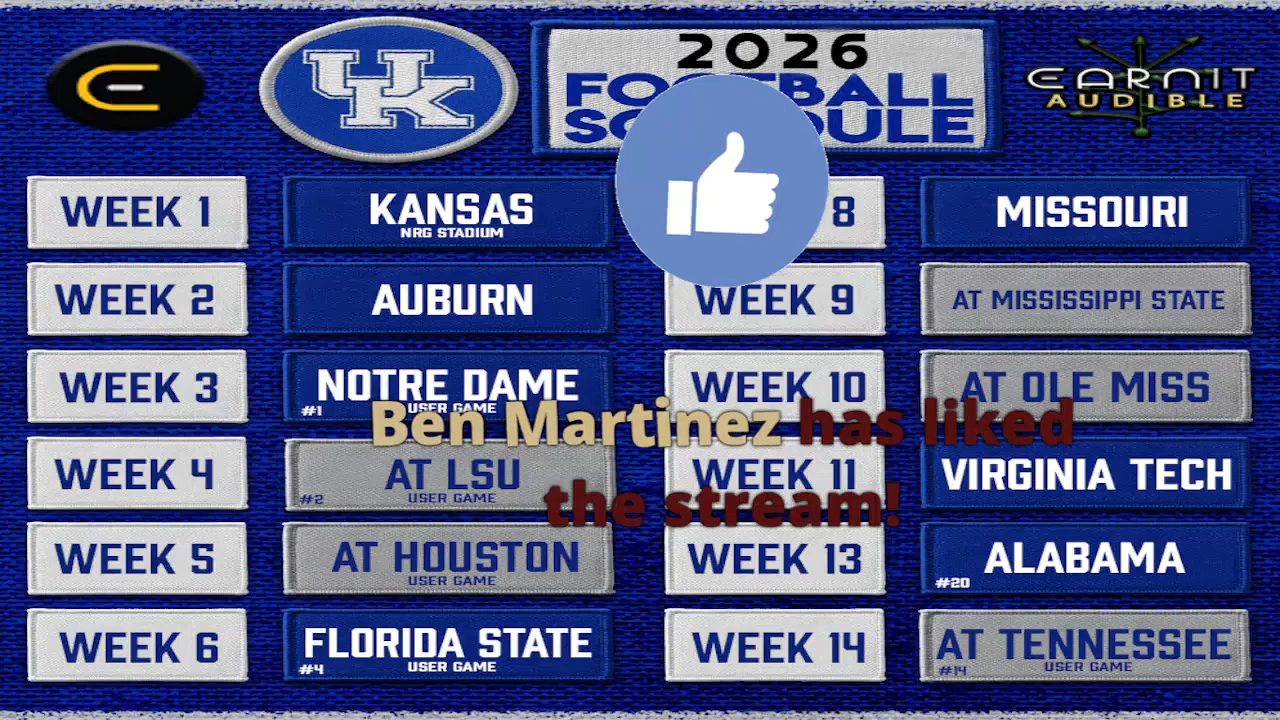 UK
2026
EARNIT
AUDIBLE
WEEK 1
KANSAS
NRG STADIUM
8
MISSOURI
WEEK 2
AUBURN
WEEK 9
AT MISSISSIPPI STATE
WEEK 3
NOTRE DAME
#1 USER GAME
WEEK 10
AT OLE MISS
Ben Martinez has liked
the stream!
WEEK 4
AT LSU
#2 USER GAME
WEEK 11
VIRGINIA TECH
WEEK 5
AT HOUSTON
USER GAME
WEEK 13
ALABAMA
#20
WEEK 6
FLORIDA STATE
#4 USER GAME
WEEK 14
AT TENNESSEE
#14 USER GAME